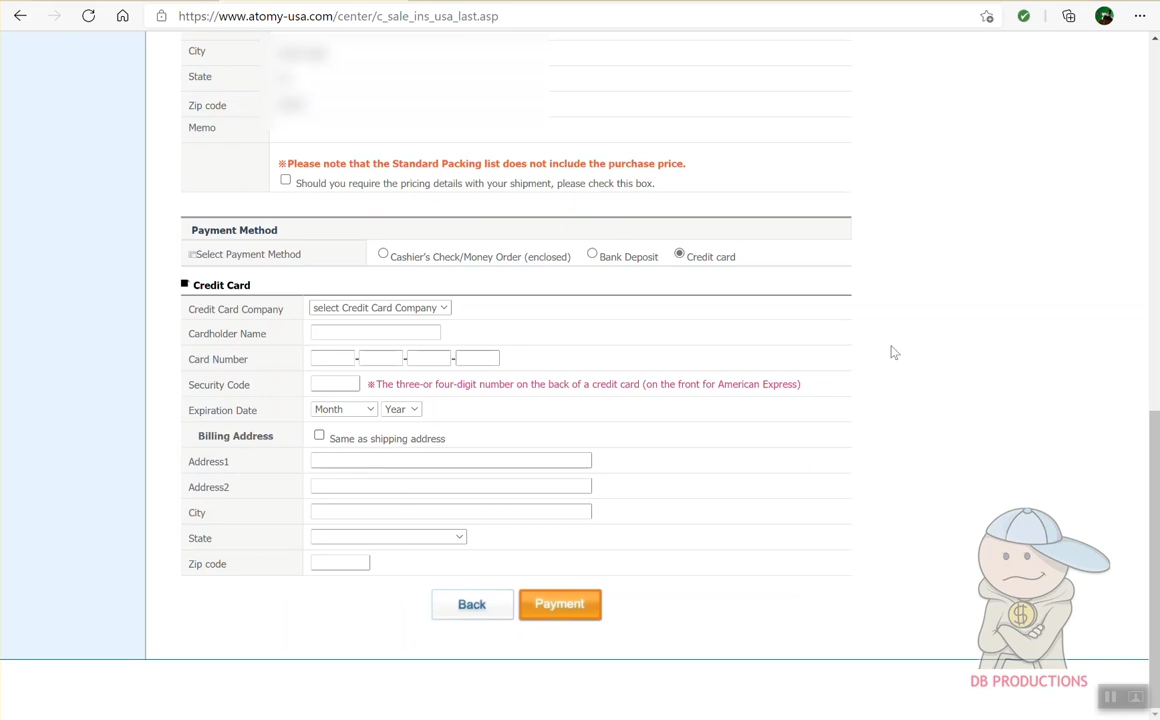 https://www.atomy-usa.com/center/c_sale_ins_usa_last.asp
City
State
Zip code
Memo
※Please note that the Standard Packing list does not include the purchase price.
Should you require the pricing details with your shipment, please check this box.
Payment Method
Select Payment Method Cashier's Check/Money Order (enclosed) Bank Deposit Credit card
Credit Card
Credit Card Company select Credit Card Company
Cardholder Name
Card Number - - -
Security Code ※The three-or four-digit number on the back of a credit card (on the front for American Express)
Expiration Date Month Year
Billing Address Same as shipping address
Address1
Address2
City
State
Zip code
Back Payment
$
DB PRODUCTIONS